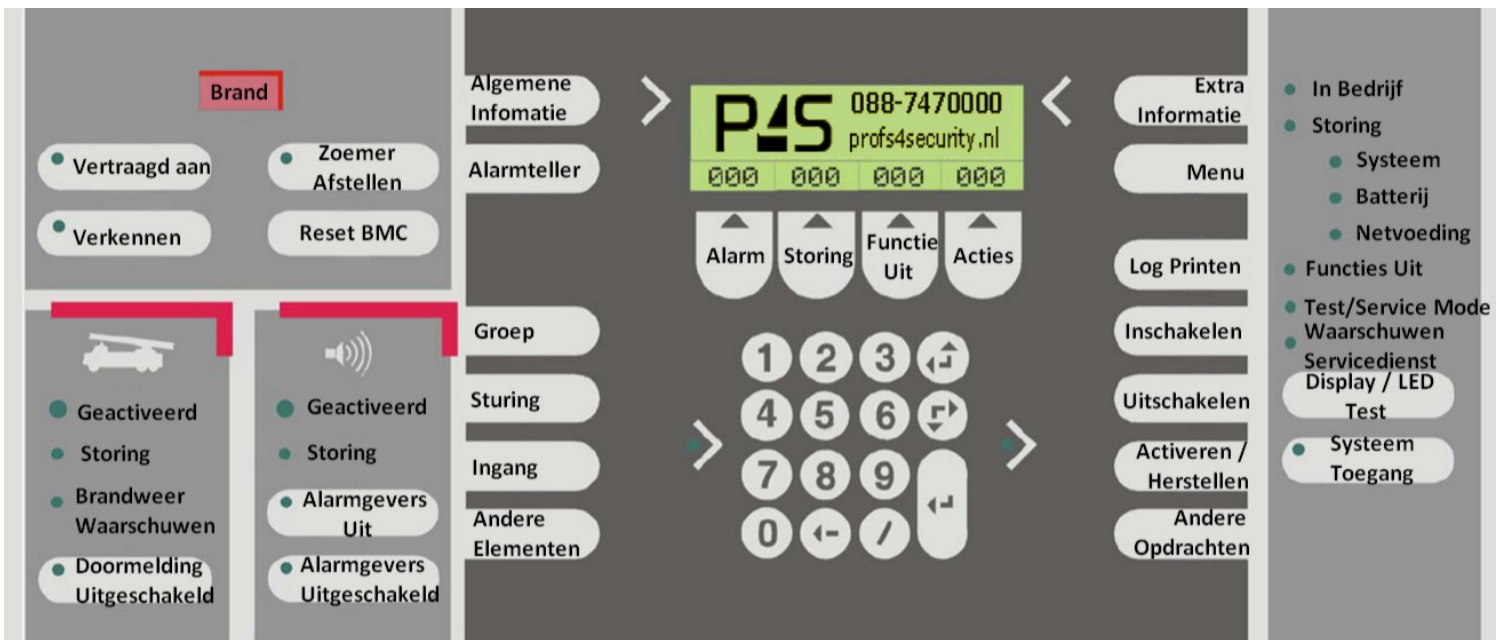 Brand
Vertraagd aan
Zoemer
Afstellen
Verkennen
Reset BMC
Geactiveerd
Storing
Brandweer
Waarschuwen
Doormelding
Uitgeschakeld
Geactiveerd
Storing
Alarmgevers
Uit
Alarmgevers
Uitgeschakeld
Algemene
Infomatie
Alarmteller
Groep
Sturing
Ingang
Andere
Elementen
P4S
088-7470000
profs4security.nl
000 000 000 000
Alarm
Storing
Functie
Uit
Acties
1 2 3
4 5 6
7 8 9
0 /
Extra
Informatie
Menu
Log Printen
Inschakelen
Uitschakelen
Activeren /
Herstellen
Andere
Opdrachten
In Bedrijf
Storing
Systeem
Batterij
Netvoeding
Functies Uit
Test/Service Mode
Waarschuwen
Servicedienst
Display / LED
Test
Systeem
Toegang